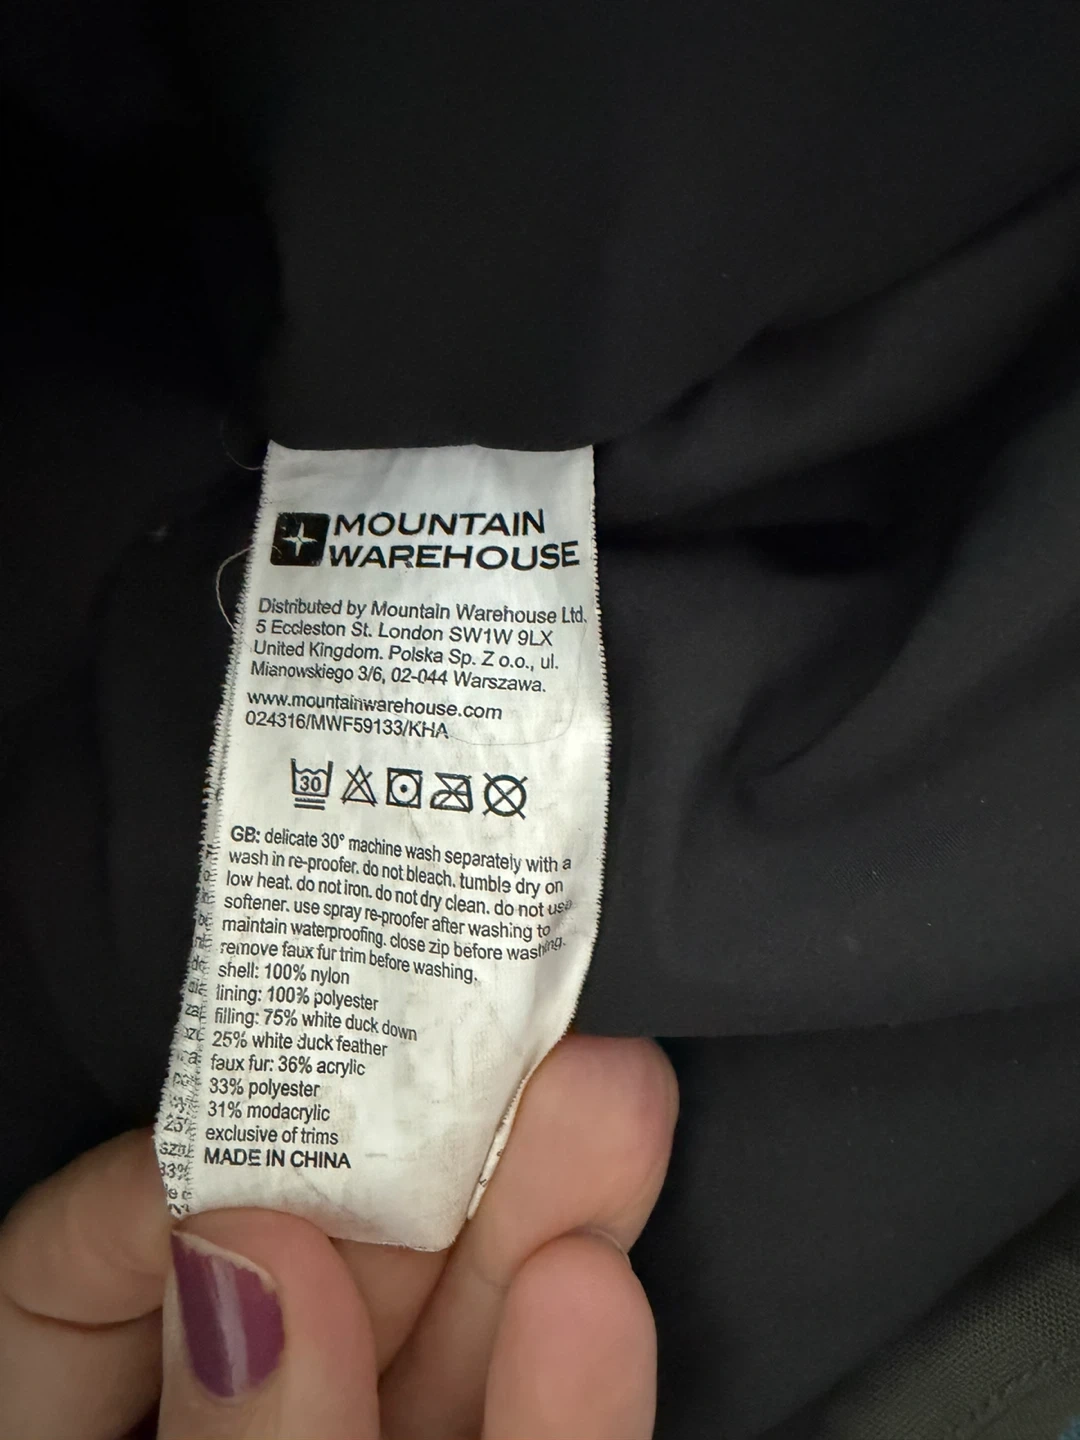 MOUNTAIN
WAREHOUSE
Distributed by Mountain Warehouse Ltd.
5 Eccleston St. London SW1W 9LX
United Kingdom. Polska Sp. Z o.o., ul.
Mianowskiego 3/6, 02-044 Warszawa.
www.mountainwarehouse.com
024316/MWF59133/KHA
30
GB: delicate 30° machine wash separately with a
wash in re-proofer. do not bleach. tumble dry on
low heat. do not iron. do not dry clean. do not use
softener. use spray re-proofer after washing to
maintain waterproofing. close zip before washing.
remove faux fur trim before washing.
shell: 100% nylon
lining: 100% polyester
filling: 75% white duck down
25% white duck feather
faux fur: 36% acrylic
33% polyester
31% modacrylic
exclusive of trims
MADE IN CHINA